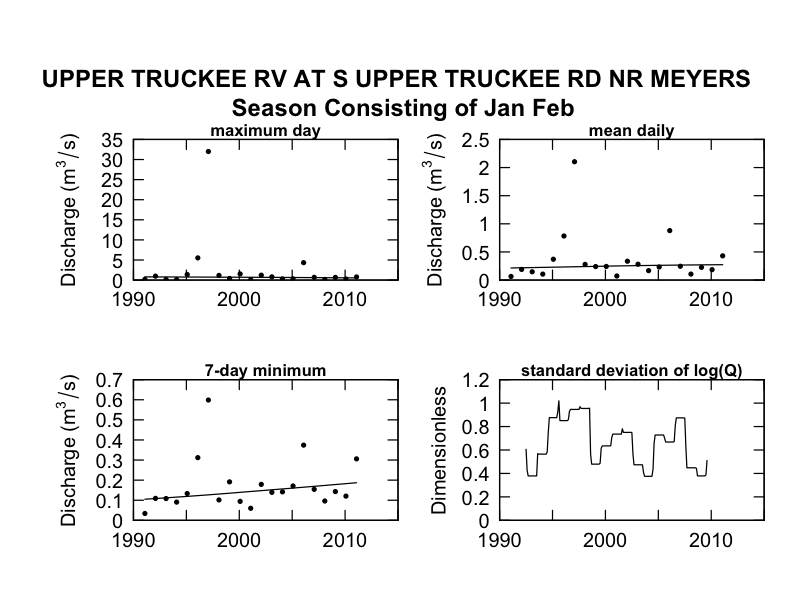 UPPER TRUCKEE RV AT S UPPER TRUCKEE RD NR MEYERS
Season Consisting of Jan Feb
maximum day
Discharge (m³/s)
35
30
25
20
15
10
5
0
1990 2000 2010
mean daily
Discharge (m³/s)
2.5
2
1.5
1
0.5
0
1990 2000 2010
7-day minimum
Discharge (m³/s)
0.7
0.6
0.5
0.4
0.3
0.2
0.1
0
1990 2000 2010
standard deviation of log(Q)
Dimensionless
1.2
1
0.8
0.6
0.4
0.2
0
1990 2000 2010